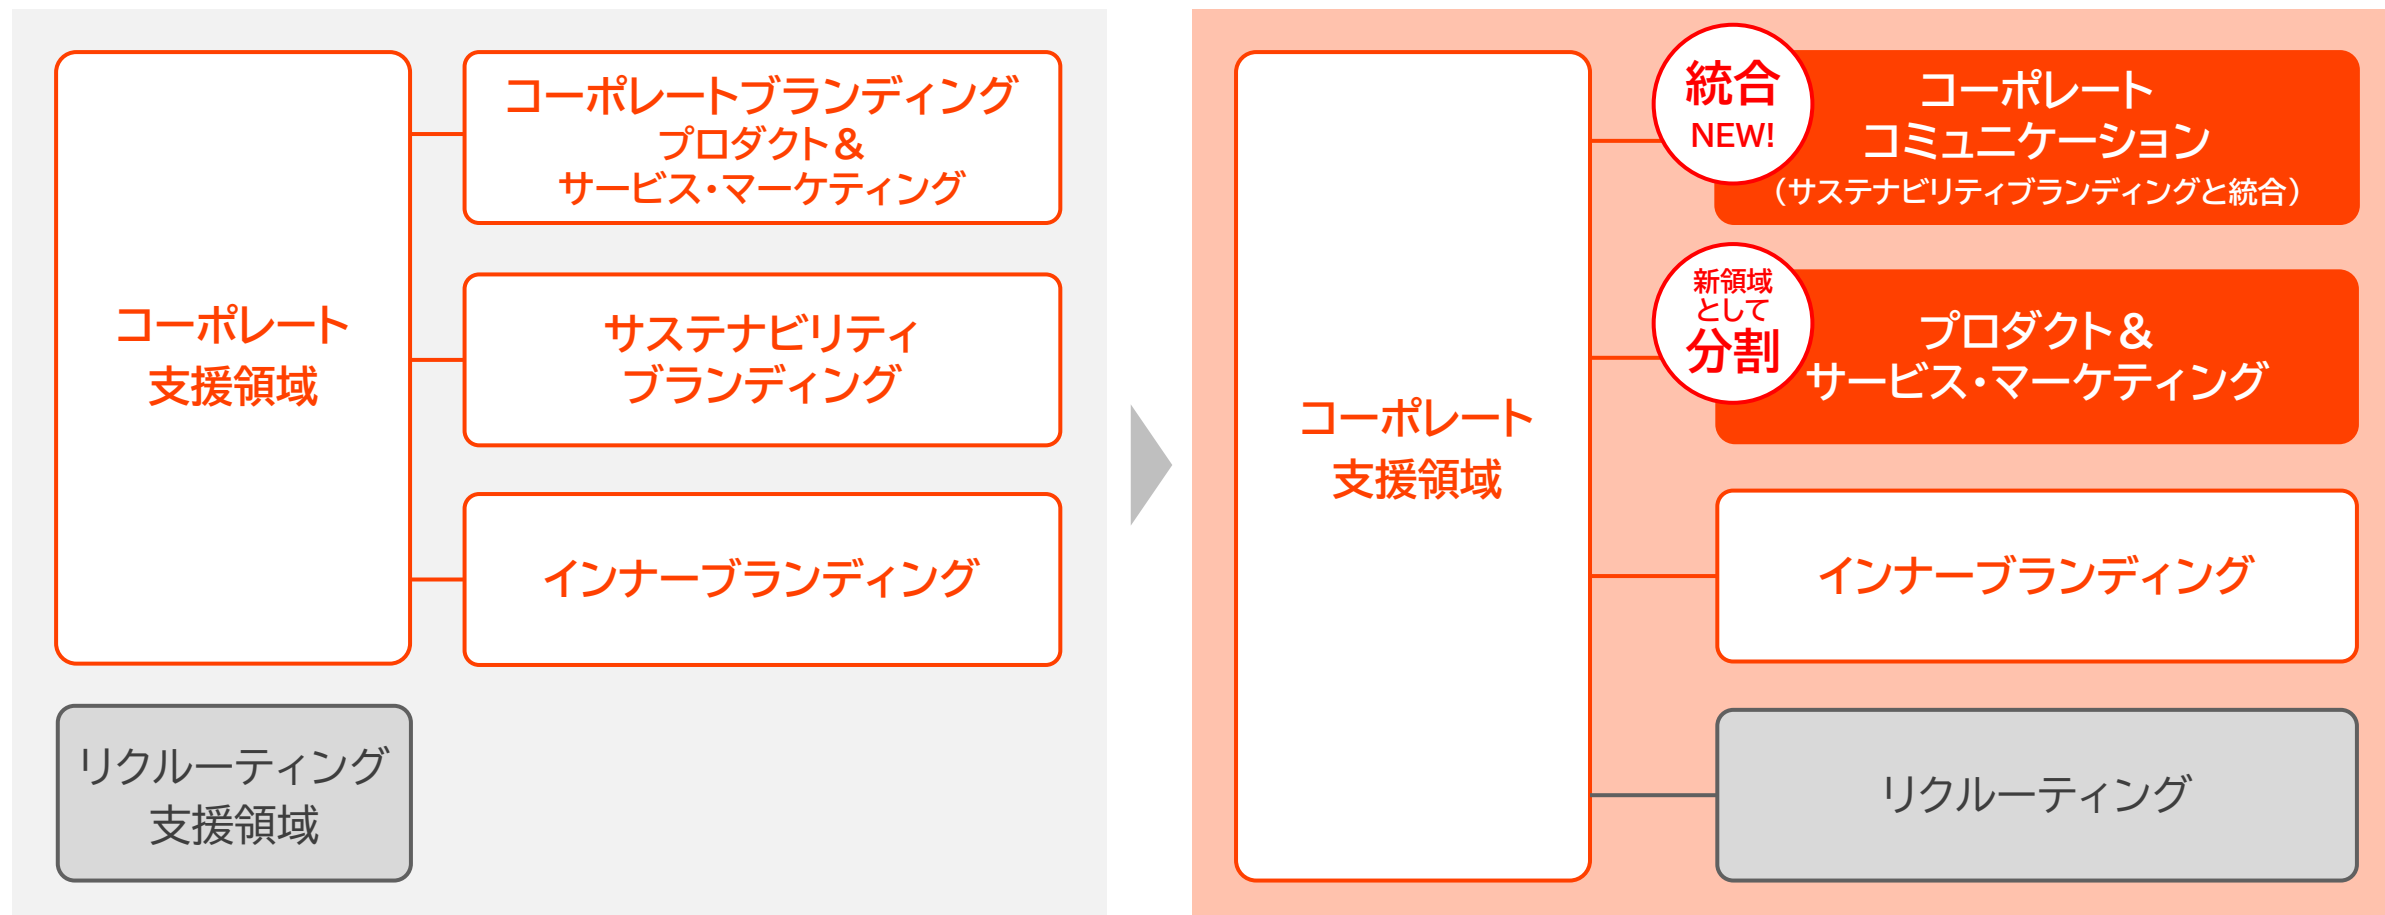 コーポレート
支援領域
コーポレートブランディング
プロダクト＆
サービス・マーケティング
サステナビリティ
ブランディング
インナーブランディング
リクルーティング
支援領域
コーポレート
支援領域
統合
NEW!
コーポレート
コミュニケーション
（サステナビリティブランディングと統合）
新領域
として
分割
プロダクト＆
サービス・マーケティング
インナーブランディング
リクルーティング